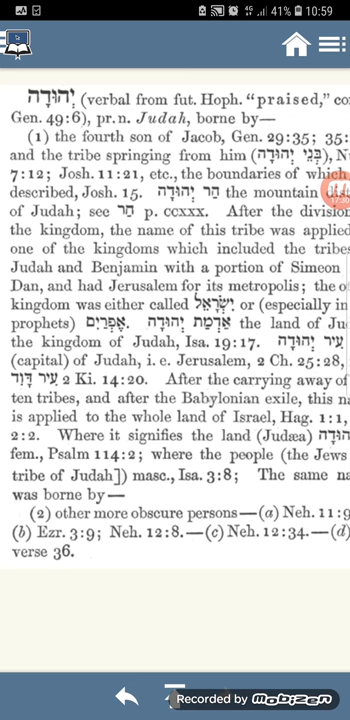 41% 10:59
יְהוּדָה (verbal from fut. Hoph. “praised,” co
Gen. 49:6), pr.n. Judah, borne by—
(1) the fourth son of Jacob, Gen. 29:35; 35:
and the tribe springing from him (בְּנֵי יְהוּדָה), N
7:12; Josh. 11:21, etc., the boundaries of which
described, Josh. 15. הַר יְהוּדָה the mountain dist
of Judah; see הַר p. ccxxx. After the division
the kingdom, the name of this tribe was applied
one of the kingdoms which included the tribes
Judah and Benjamin with a portion of Simeon
Dan, and had Jerusalem for its metropolis; the o
kingdom was either called יִשְׂרָאֵל or (especially in
prophets) אֶפְרַיִם. אַדְמַת יְהוּדָה the land of Ju
the kingdom of Judah, Isa. 19:17. עִיר יְהוּדָה
(capital) of Judah, i. e. Jerusalem, 2 Ch. 25:28,
עִיר דָּוִד 2 Ki. 14:20. After the carrying away of
ten tribes, and after the Babylonian exile, this na
is applied to the whole land of Israel, Hag. 1:1,
2:2. Where it signifies the land (Judæa) הוּדָה
fem., Psalm 114:2; where the people (the Jews
tribe of Judah]) masc., Isa. 3:8; The same na
was borne by—
(2) other more obscure persons—(a) Neh. 11:9
(b) Ezr. 3:9; Neh. 12:8.—(c) Neh. 12:34.—(d)
verse 36.
Recorded by Mobizen